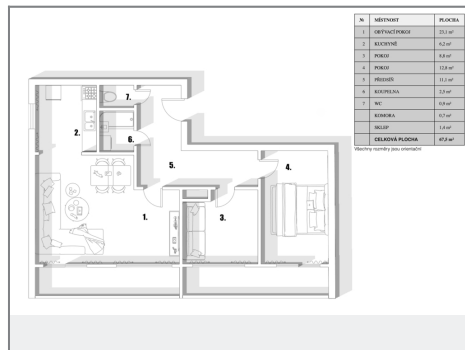 № MÍSTNOST PLOCHA
1 OBÝVACÍ POKOJ 23,1 m²
2 KUCHYNĚ 6,2 m²
3 POKOJ 8,8 m²
4 POKOJ 12,8 m²
5 PŘEDSÍŇ 11,1 m²
6 KOUPELNA 2,5 m²
7 WC 0,9 m²
KOMORA 0,7 m²
SKLEP 1,4 m²
CELKOVÁ PLOCHA 67,5 m²
Všechny rozměry jsou orientační
7.
2.
6.
5.
4.
1.
3.